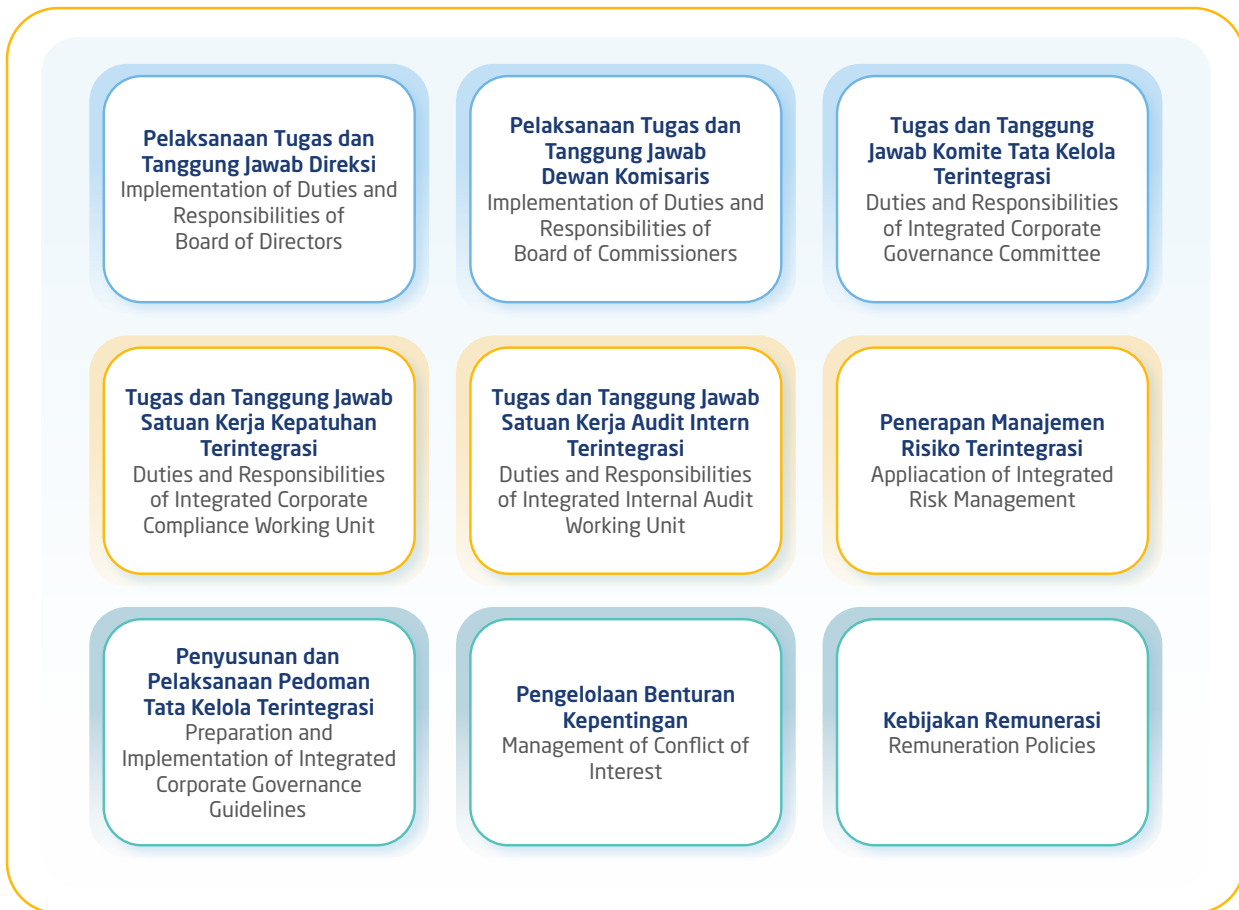 Pelaksanaan Tugas dan
Tanggung Jawab Direksi
Implementation of Duties and
Responsibilities of
Board of Directors
Pelaksanaan Tugas dan
Tanggung Jawab
Dewan Komisaris
Implementation of Duties and
Responsibilities of
Board of Commissioners
Tugas dan Tanggung
Jawab Komite Tata Kelola
Terintegrasi
Duties and Responsibilities
of Integrated Corporate
Governance Committee
Tugas dan Tanggung Jawab
Satuan Kerja Kepatuhan
Terintegrasi
Duties and Responsibilities
of Integrated Corporate
Compliance Working Unit
Tugas dan Tanggung Jawab
Satuan Kerja Audit Intern
Terintegrasi
Duties and Responsibilities
of Integrated Internal Audit
Working Unit
Penerapan Manajemen
Risiko Terintegrasi
Appliacation of Integrated
Risk Management
Penyusunan dan
Pelaksanaan Pedoman
Tata Kelola Terintegrasi
Preparation and
Implementation of Integrated
Corporate Governance
Guidelines
Pengelolaan Benturan
Kepentingan
Management of Conflict of
Interest
Kebijakan Remunerasi
Remuneration Policies